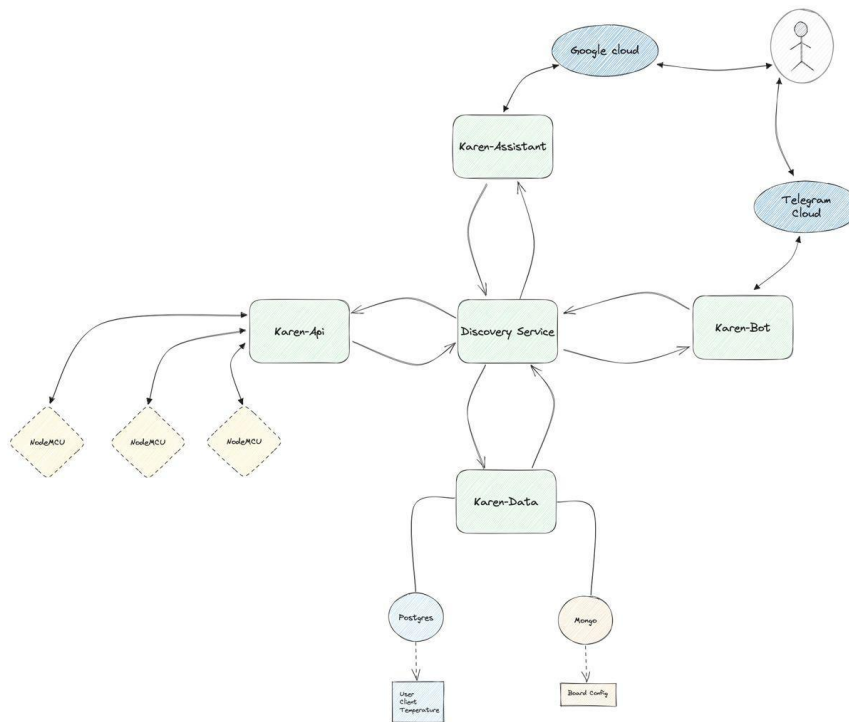 Google cloud
Karen-Assistant
Telegram
Cloud
Karen-Api
Discovery Service
Karen-Bot
NodeMCU
NodeMCU
NodeMCU
Karen-Data
Postgres
Mongo
User
Client
Temperature
Board Config